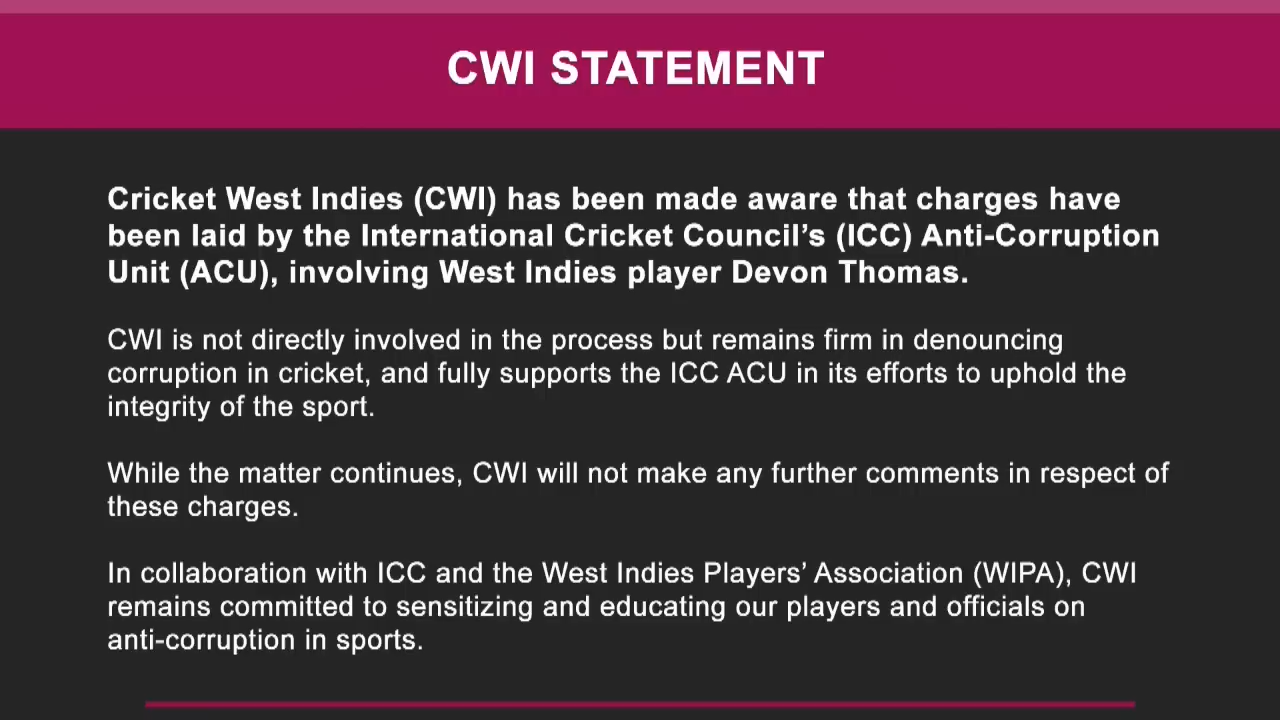 CWI STATEMENT
Cricket West Indies (CWI) has been made aware that charges have
been laid by the International Cricket Council’s (ICC) Anti-Corruption
Unit (ACU), involving West Indies player Devon Thomas.
CWI is not directly involved in the process but remains firm in denouncing
corruption in cricket, and fully supports the ICC ACU in its efforts to uphold the
integrity of the sport.
While the matter continues, CWI will not make any further comments in respect of
these charges.
In collaboration with ICC and the West Indies Players’ Association (WIPA), CWI
remains committed to sensitizing and educating our players and officials on
anti-corruption in sports.